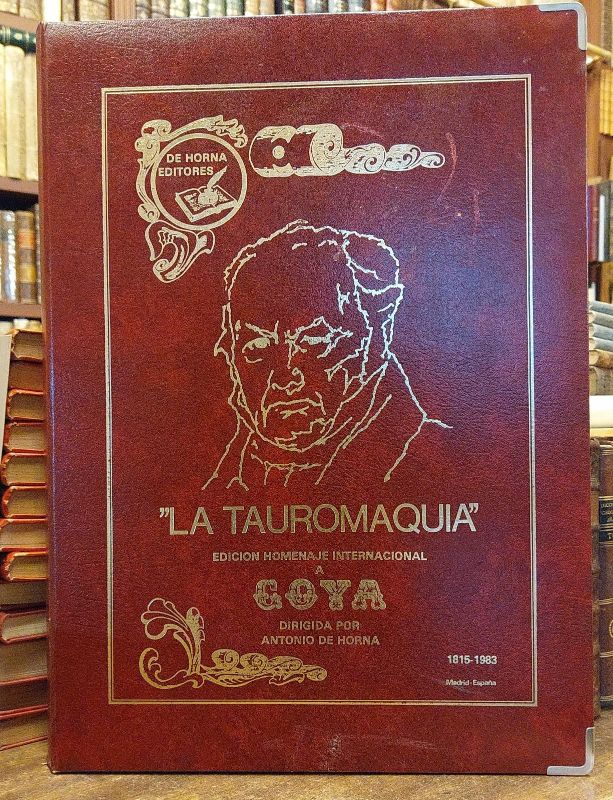 DE HORNA
EDITORES
"LA TAUROMAQUIA"
EDICION HOMENAJE INTERNACIONAL
A
GOYA
DIRIGIDA POR
ANTONIO DE HORNA
1815-1983
Madrid-España